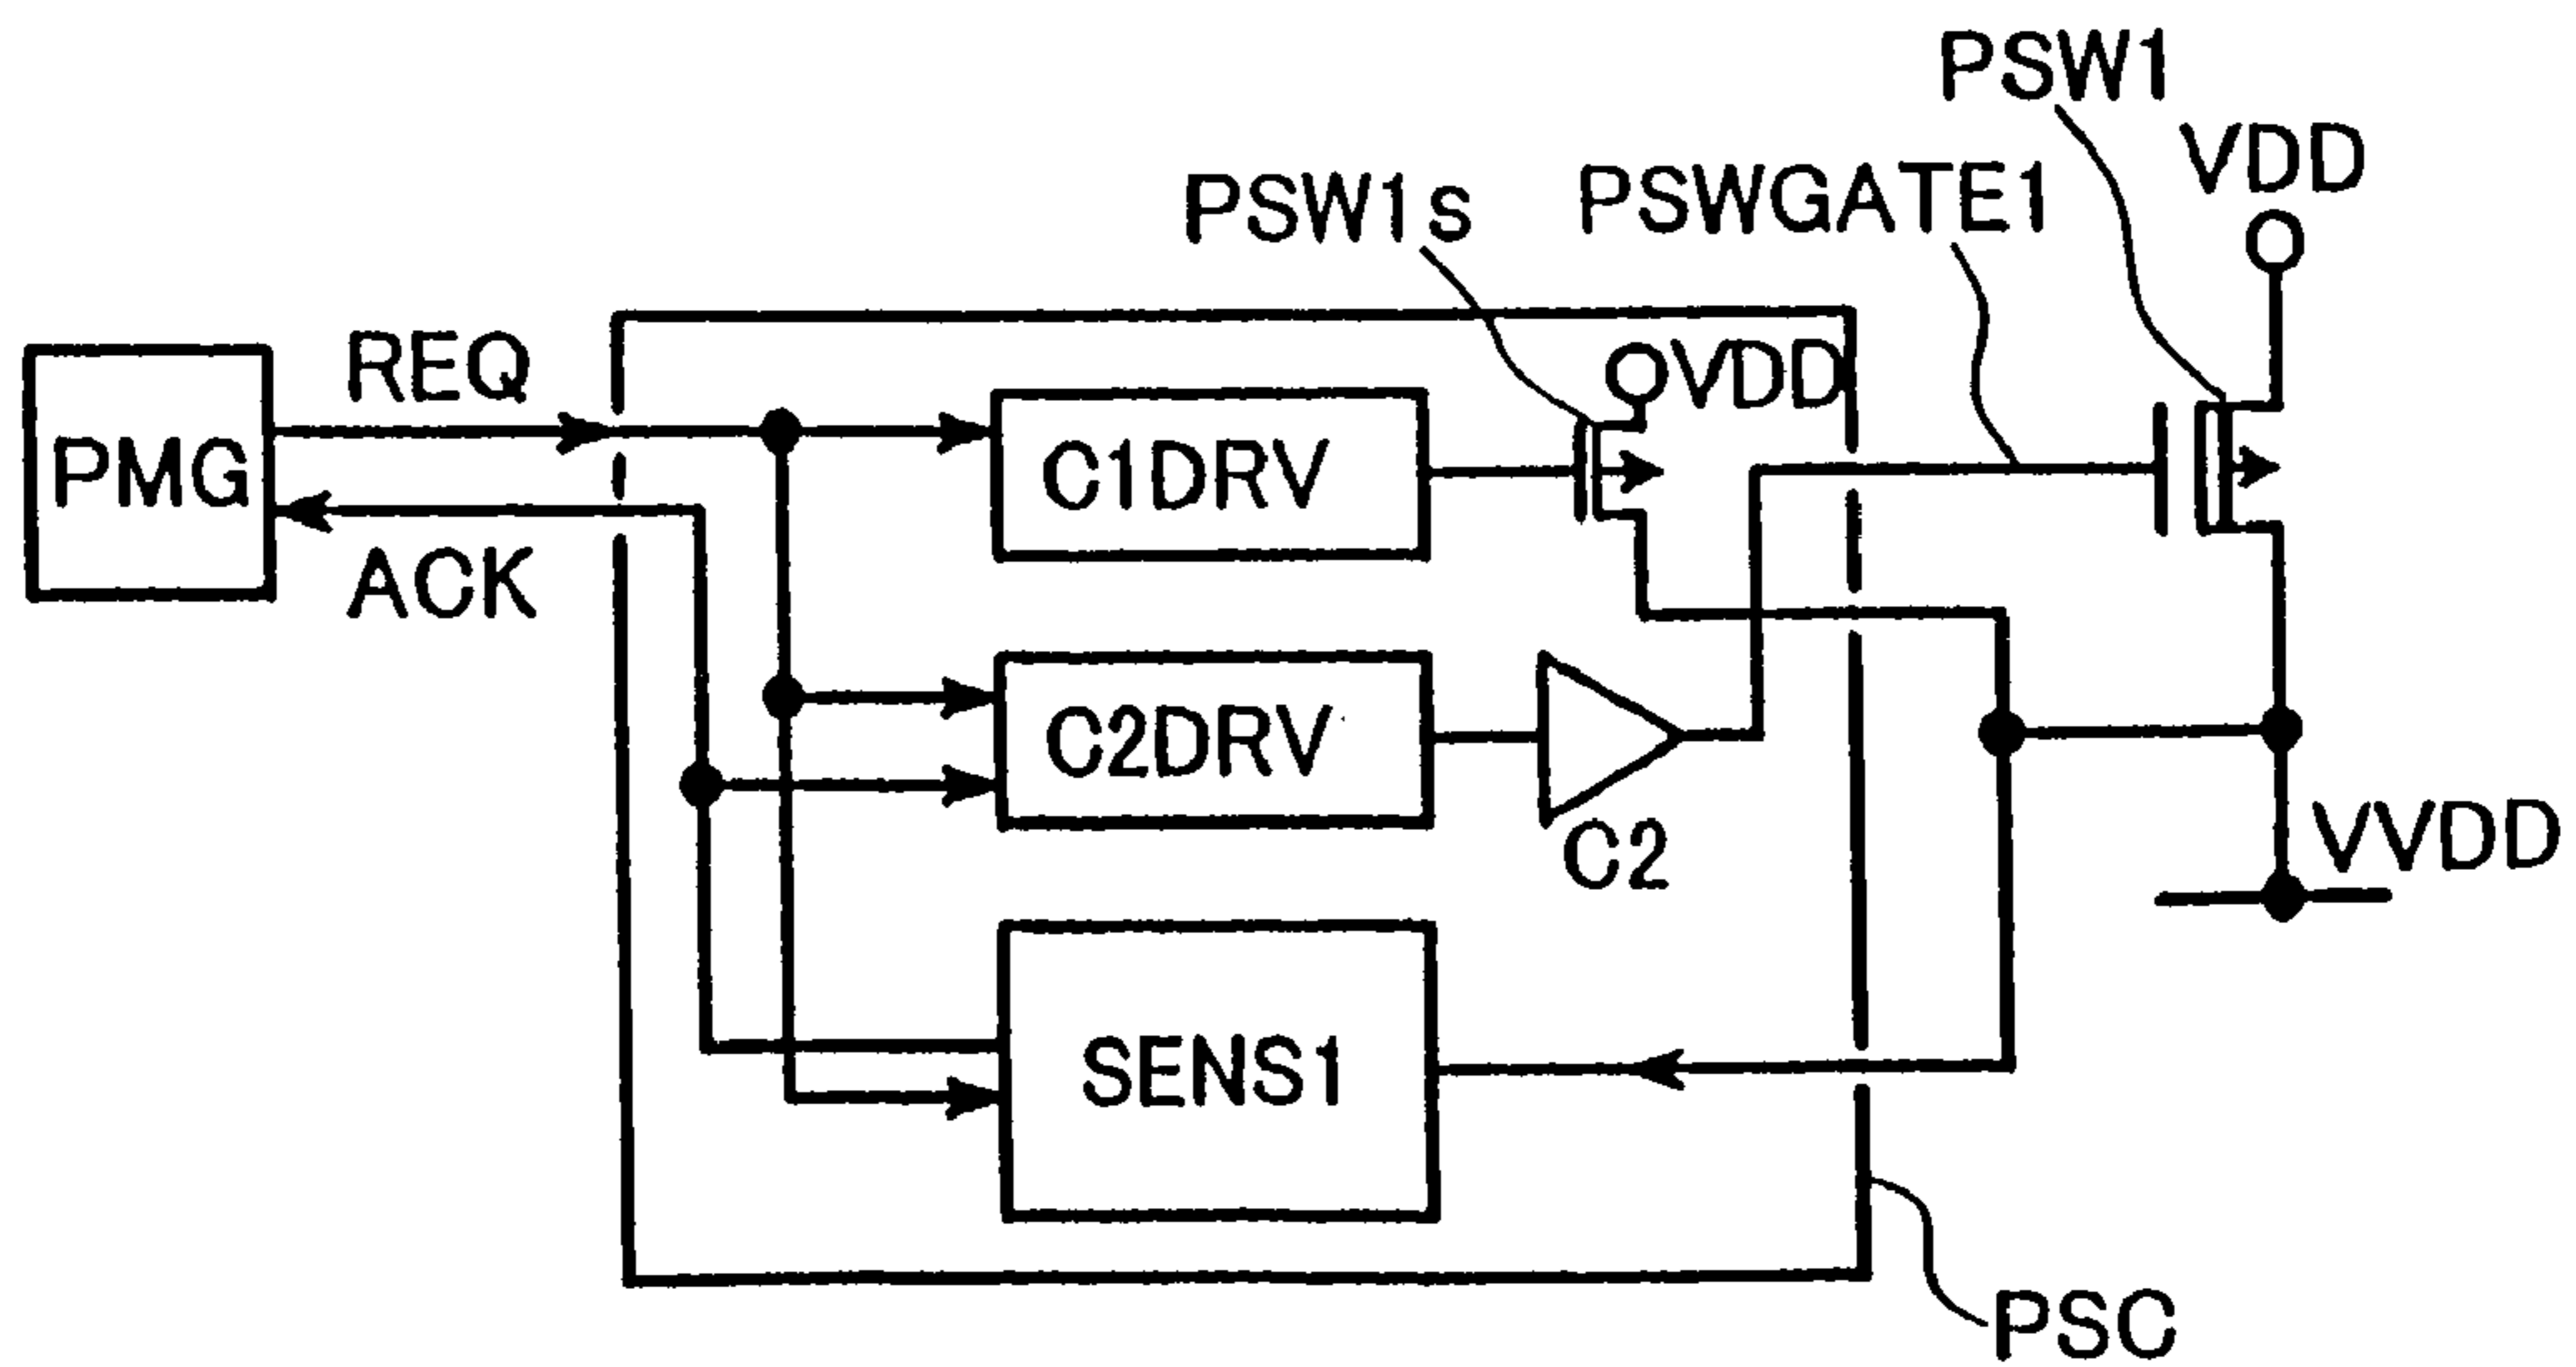 PSW1
VDD
PSW1s
PSWGATE1
REQ
VDD
PMG
C1DRV
ACK
C2DRV
C2
VVDD
SENS1
PSC